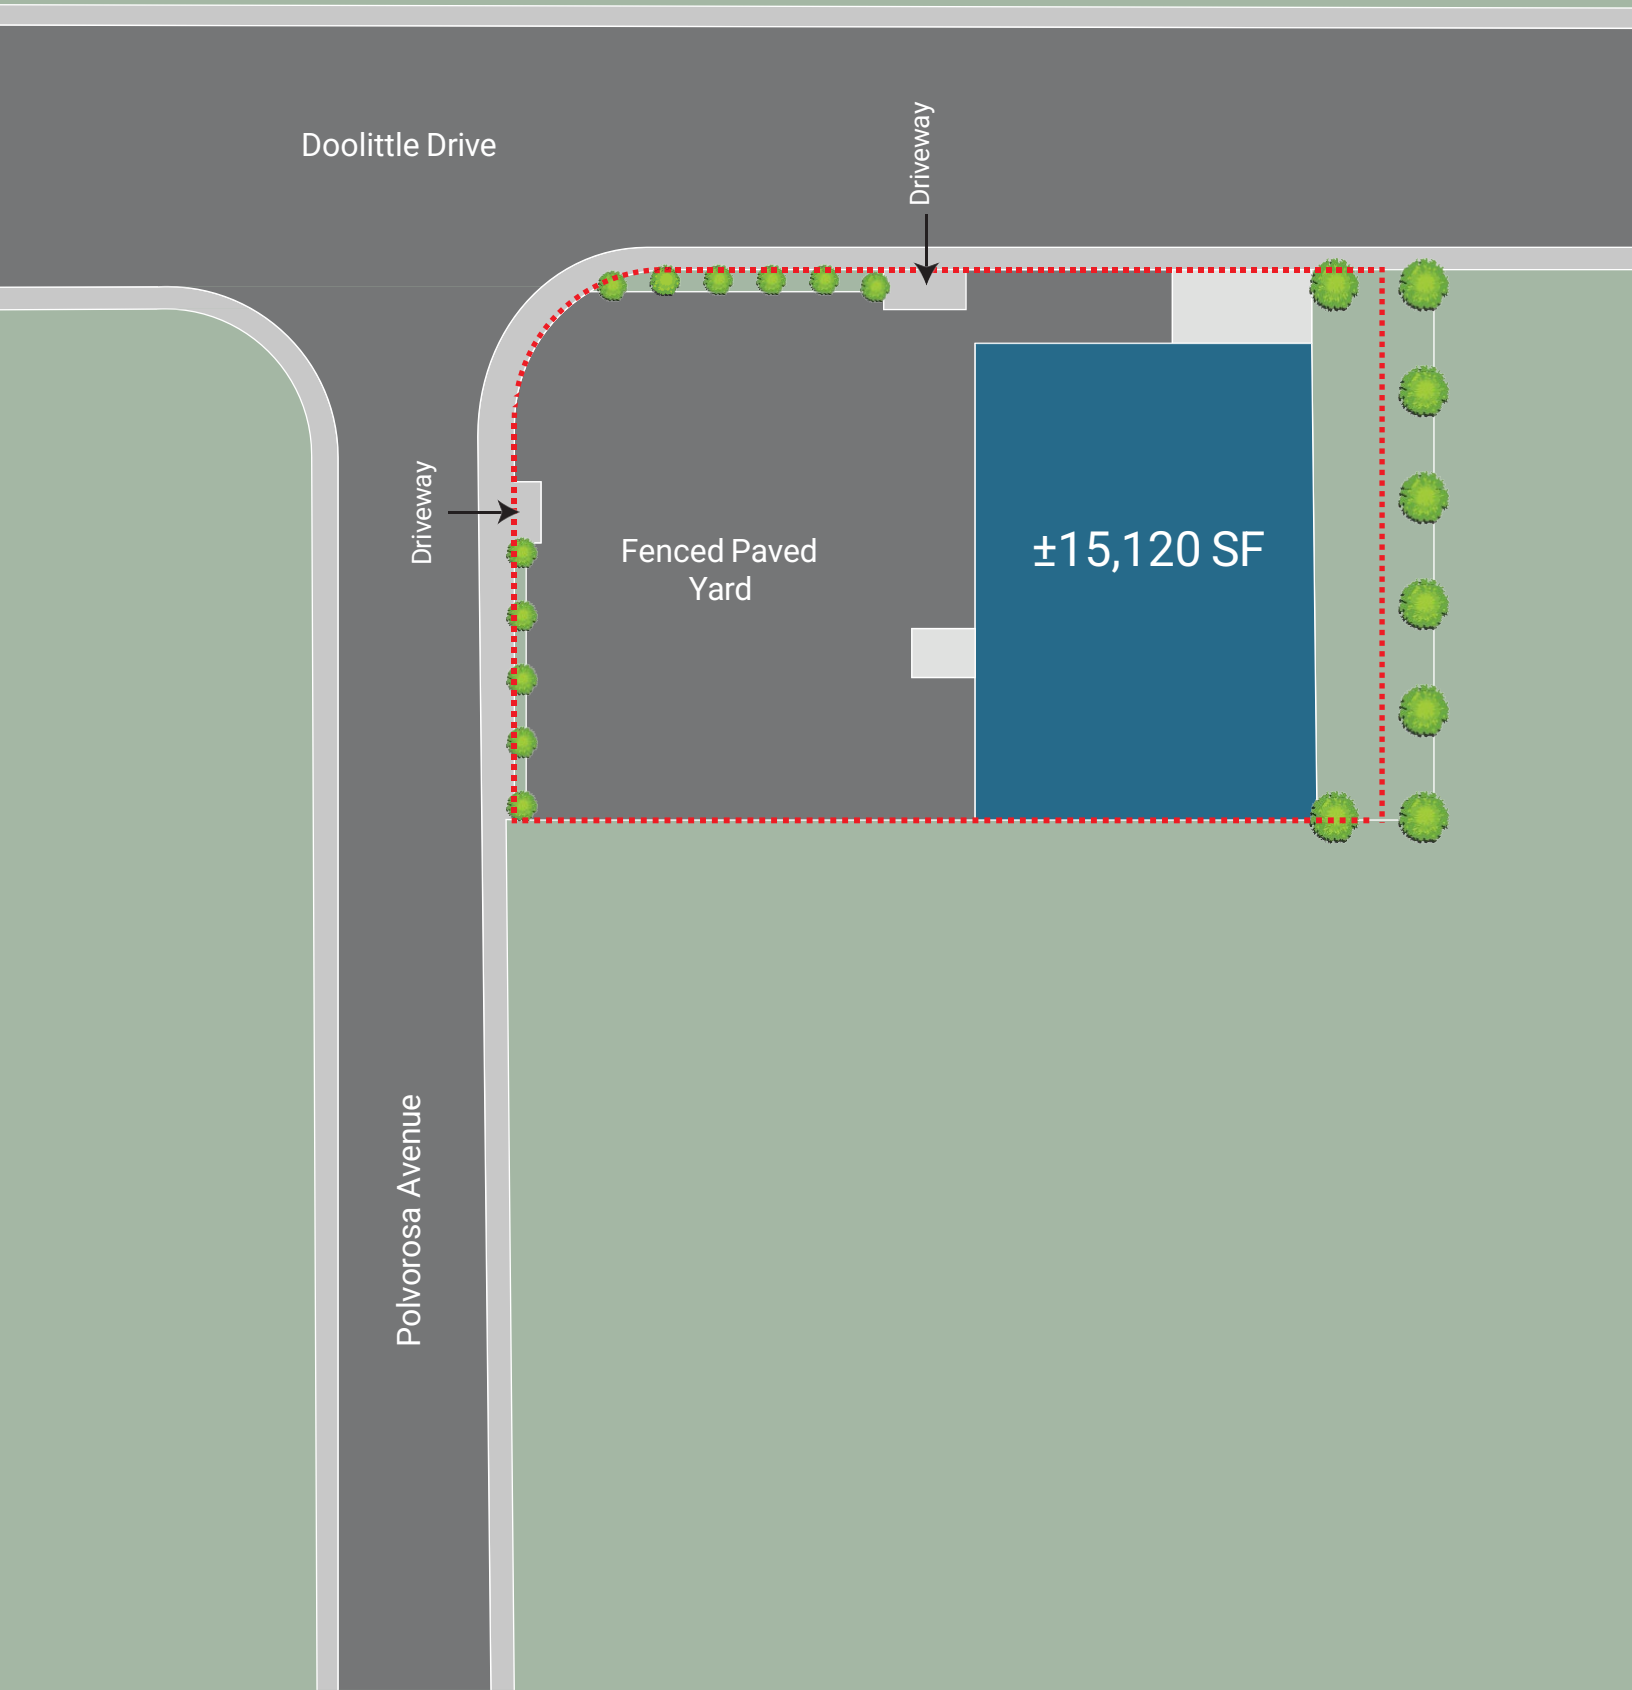 Doolittle Drive
Driveway
Driveway
Fenced Paved
Yard
±15,120 SF
Polvorosa Avenue